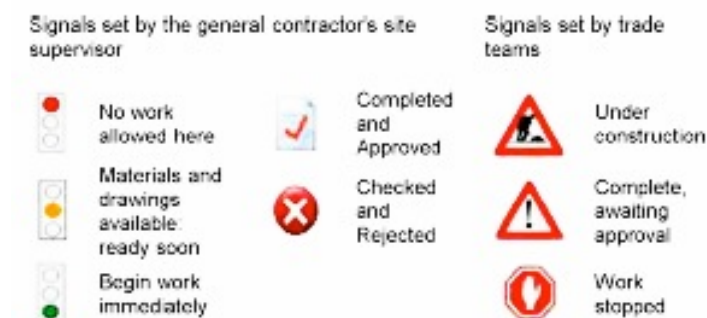 Signals set by the general contractor's site
supervisor
No work
allowed here
Materials and
drawings
available:
ready soon
Begin work
immediately
Completed
and
Approved
Checked
and
Rejected
Signals set by trade
teams
Under
construction
Complete,
awaiting
approval
Work
stopped